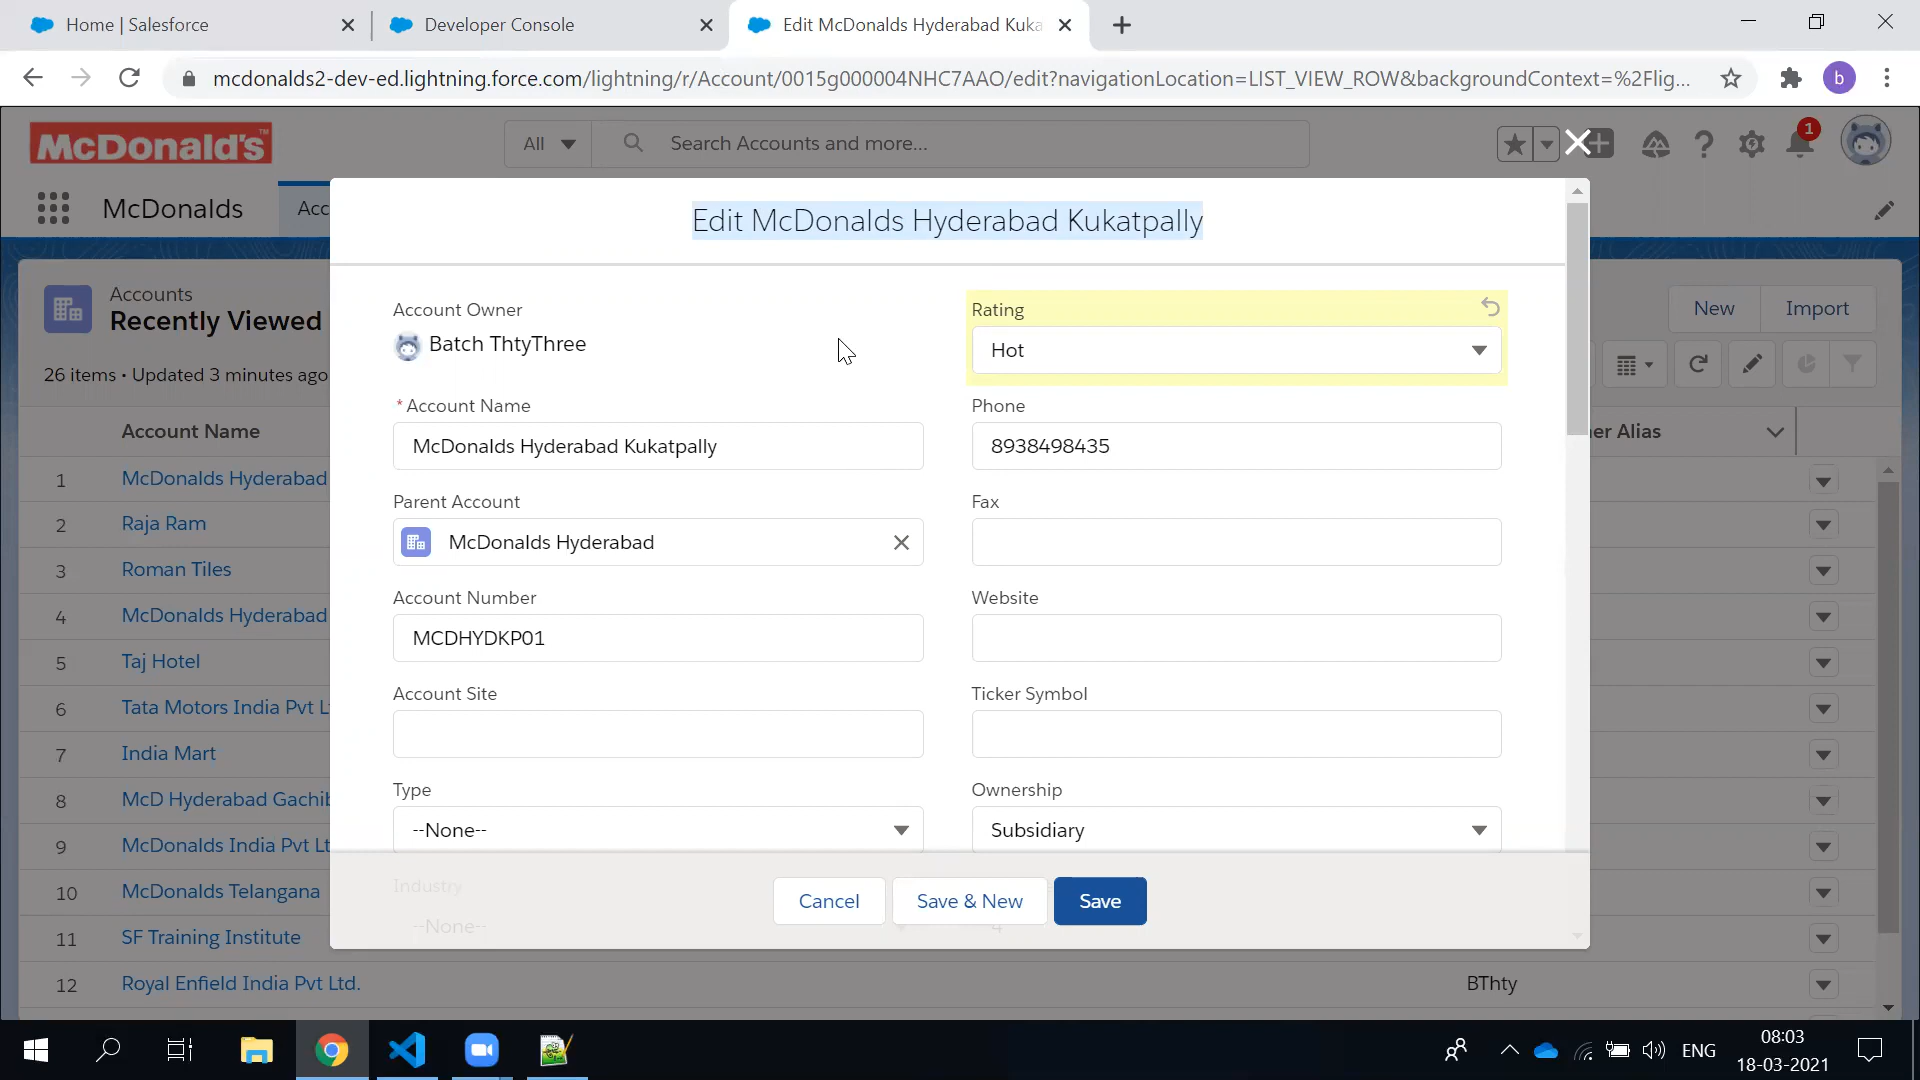 Home | Salesforce
Developer Console
Edit McDonalds Hyderabad Kuka
mcdonalds2-dev-ed.lightning.force.com/lightning/r/Account/0015g000004NHC7AAO/edit?navigationLocation=LIST_VIEW_ROW&backgroundContext=%2Flig...
b
McDonald's™
All
Search Accounts and more...
1
McDonalds
Acc
Edit McDonalds Hyderabad Kukatpally
Accounts
Recently Viewed
New
Import
26 items • Updated 3 minutes ago
Account Name
er Alias
1 McDonalds Hyderabad
2 Raja Ram
3 Roman Tiles
4 McDonalds Hyderabad
5 Taj Hotel
6 Tata Motors India Pvt L
7 India Mart
8 McD Hyderabad Gachib
9 McDonalds India Pvt Lt
10 McDonalds Telangana
11 SF Training Institute
12 Royal Enfield India Pvt Ltd.
BThty
Account Owner
Batch ThtyThree
Rating
Hot
*Account Name
McDonalds Hyderabad Kukatpally
Phone
8938498435
Parent Account
McDonalds Hyderabad
Fax
Account Number
MCDHYDKP01
Website
Account Site
Ticker Symbol
Type
--None--
Ownership
Subsidiary
Industry
--None--
4
Cancel
Save & New
Save
ENG
08:03
18-03-2021